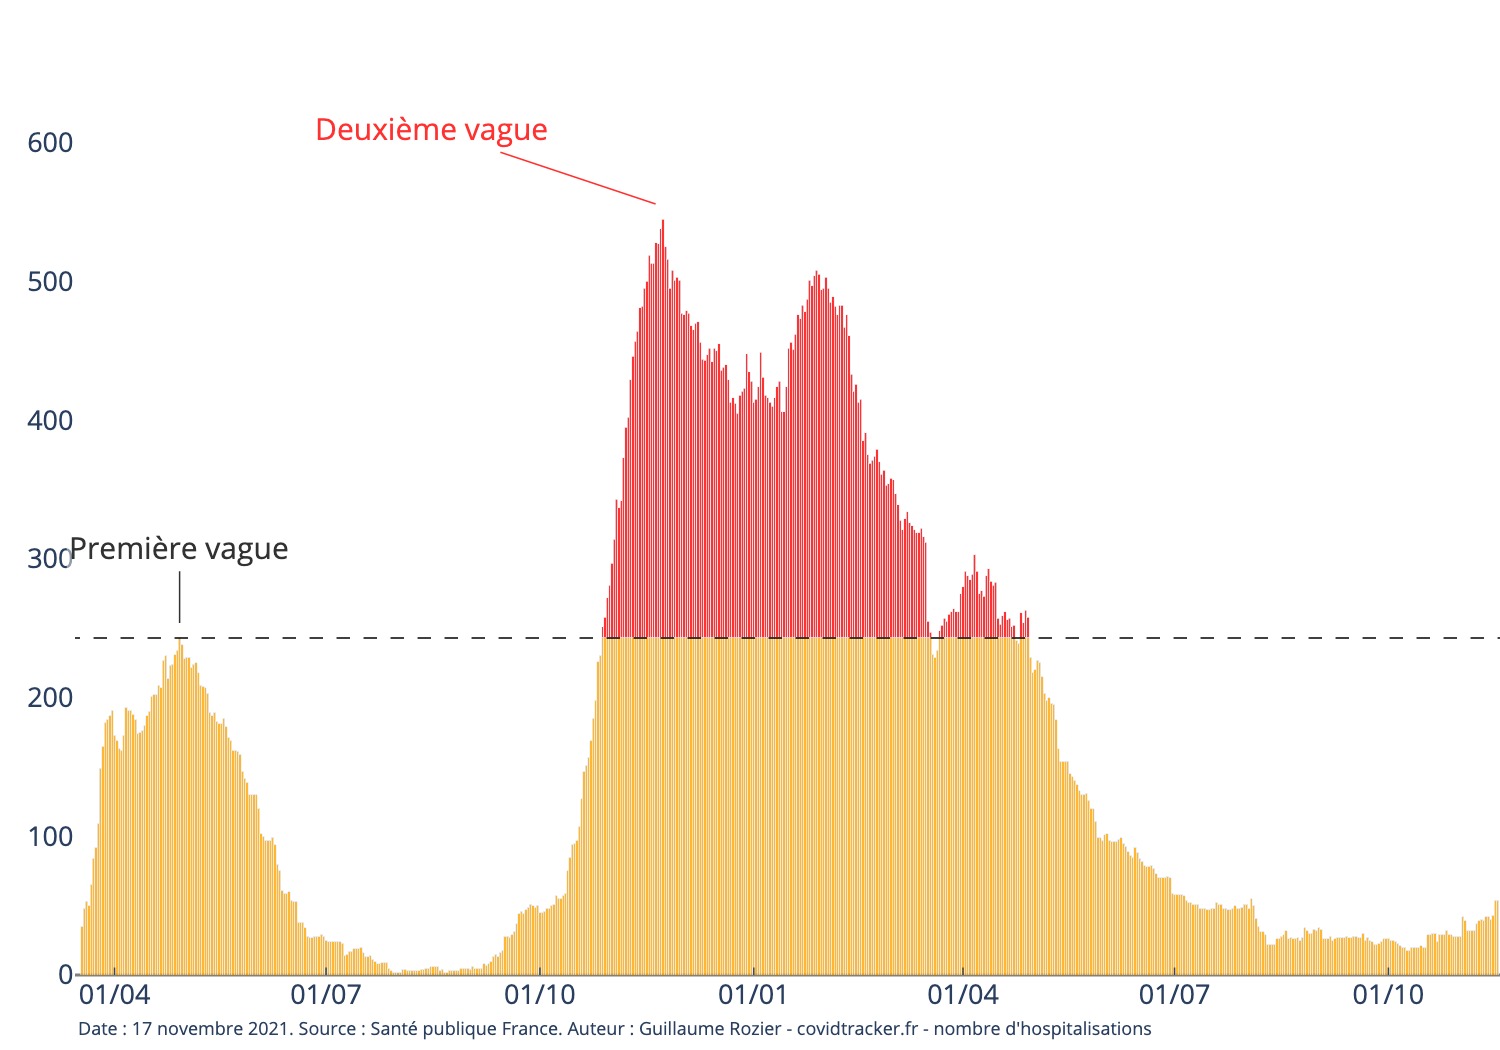 600
Deuxième vague
500
400
300
Première vague
200
100
0
01/04 01/07 01/10 01/01 01/04 01/07 01/10
Date : 17 novembre 2021. Source : Santé publique France. Auteur : Guillaume Rozier - covidtracker.fr - nombre d'hospitalisations